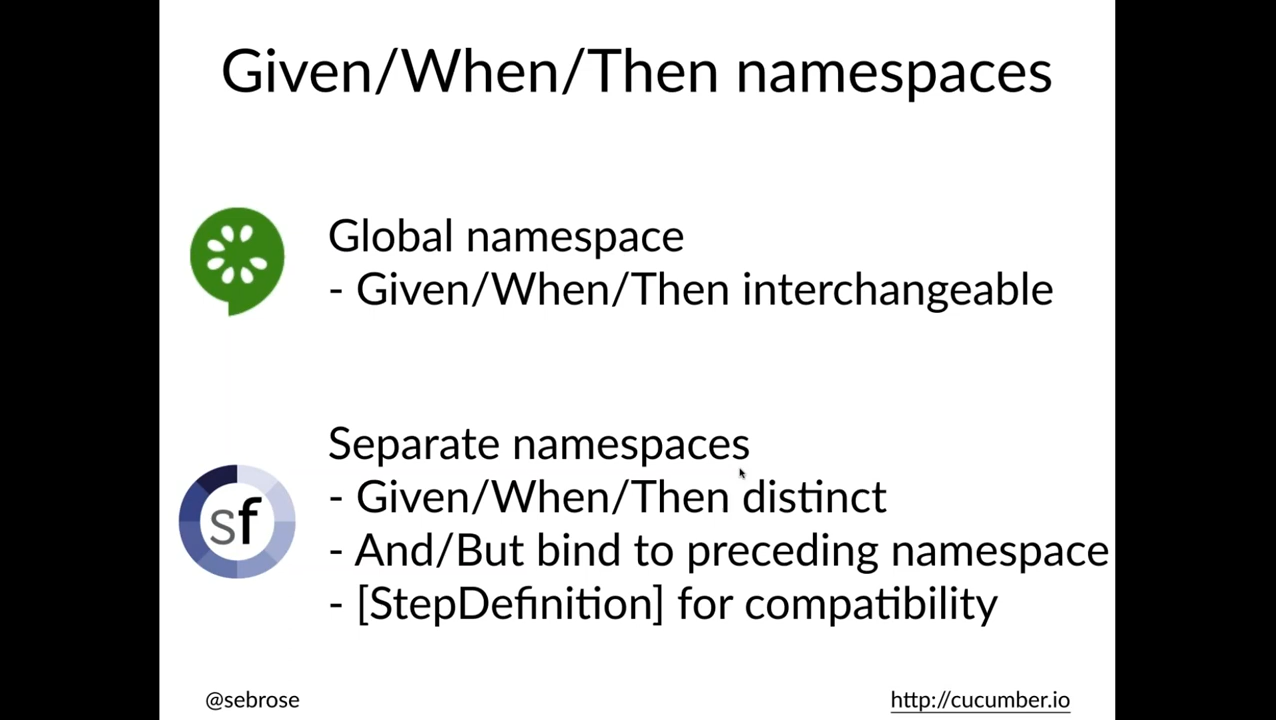 Given/When/Then namespaces
Global namespace
- Given/When/Then interchangeable
Separate namespaces
- Given/When/Then distinct
- And/But bind to preceding namespace
sf
- [StepDefinition] for compatibility
@sebrose
http://cucumber.io